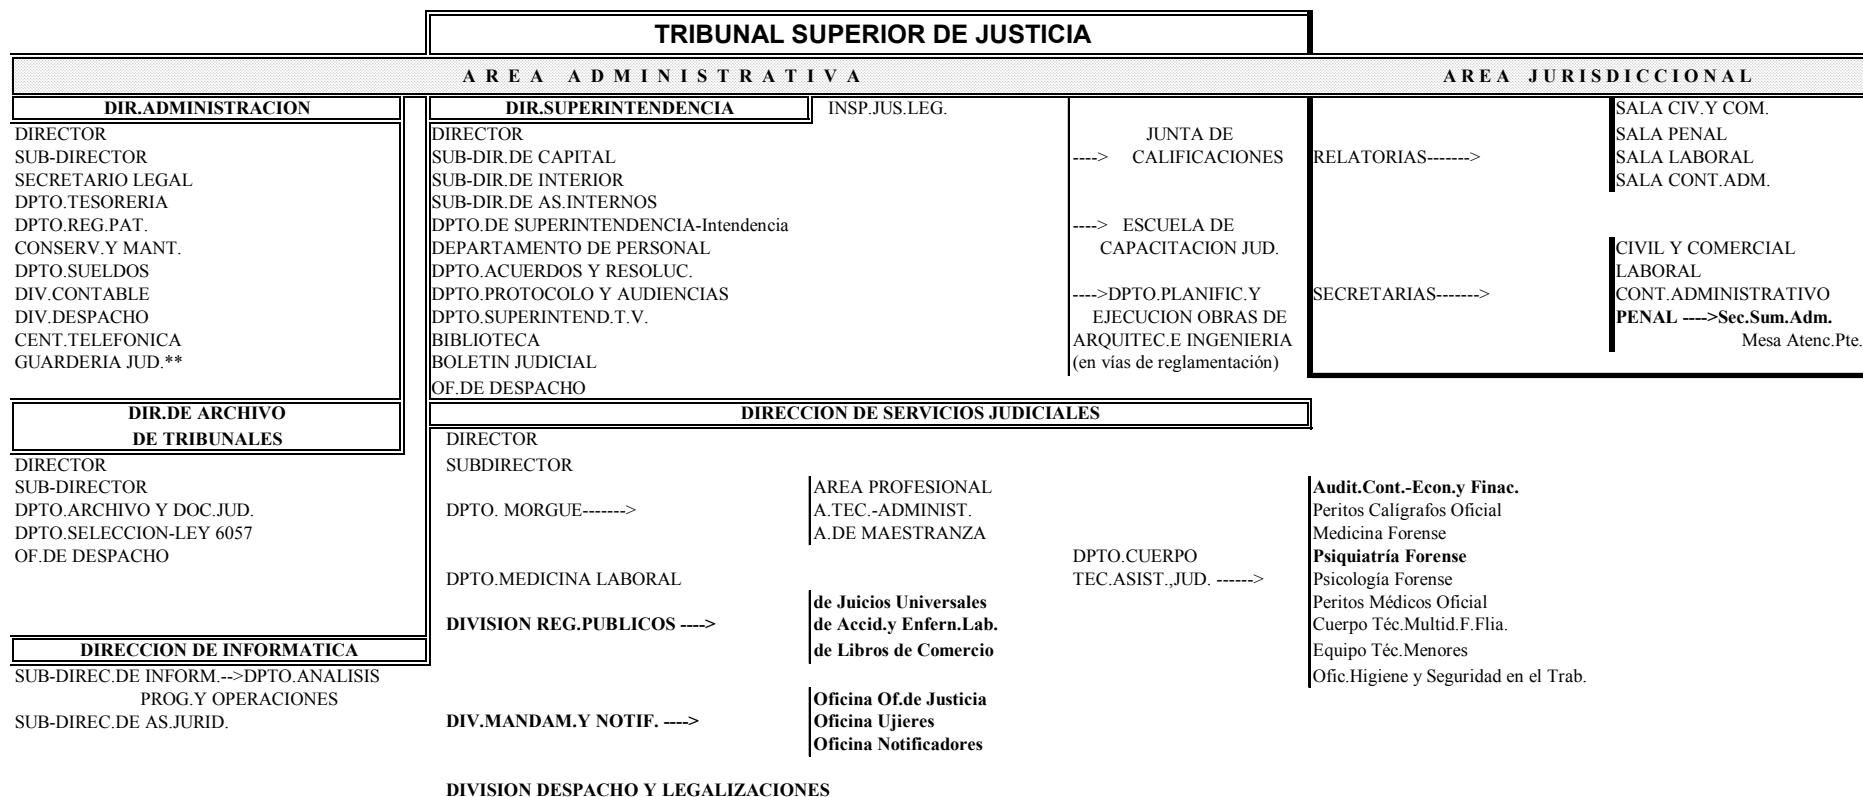 TRIBUNAL SUPERIOR DE JUSTICIA
AREA ADMINISTRATIVA
AREA JURISDICCIONAL
DIR.ADMINISTRACION
DIRECTOR
SUB-DIRECTOR
SECRETARIO LEGAL
DPTO.TESORERIA
DPTO.REG.PAT.
CONSERV.Y MANT.
DPTO.SUELDOS
DIV.CONTABLE
DIV.DESPACHO
CENT.TELEFONICA
GUARDERIA JUD.**
DIR.DE ARCHIVO
DE TRIBUNALES
DIRECTOR
SUB-DIRECTOR
DPTO.ARCHIVO Y DOC.JUD.
DPTO.SELECCION-LEY 6057
OF.DE DESPACHO
DIRECCION DE INFORMATICA
SUB-DIREC.DE INFORM.-->DPTO.ANALISIS
PROG.Y OPERACIONES
SUB-DIREC.DE AS.JURID.
DIR.SUPERINTENDENCIA
INSP.JUS.LEG.
DIRECTOR
SUB-DIR.DE CAPITAL
SUB-DIR.DE INTERIOR
SUB-DIR.DE AS.INTERNOS
DPTO.DE SUPERINTENDENCIA-Intendencia
DEPARTAMENTO DE PERSONAL
DPTO.ACUERDOS Y RESOLUC.
DPTO.PROTOCOLO Y AUDIENCIAS
DPTO.SUPERINTEND.T.V.
BIBLIOTECA
BOLETIN JUDICIAL
OF.DE DESPACHO
JUNTA DE
----> CALIFICACIONES
----> ESCUELA DE
CAPACITACION JUD.
---->DPTO.PLANIFIC.Y
EJECUCION OBRAS DE
ARQUITEC.E INGENIERIA
(en vías de reglamentación)
RELATORIAS------->
SALA CIV.Y COM.
SALA PENAL
SALA LABORAL
SALA CONT.ADM.
SECRETARIAS------->
CIVIL Y COMERCIAL
LABORAL
CONT.ADMINISTRATIVO
PENAL ---->Sec.Sum.Adm.
Mesa Atenc.Pte.
DIRECCION DE SERVICIOS JUDICIALES
DIRECTOR
SUBDIRECTOR
DPTO. MORGUE------->
AREA PROFESIONAL
A.TEC.-ADMINIST.
A.DE MAESTRANZA
DPTO.MEDICINA LABORAL
DIVISION REG.PUBLICOS ---->
de Juicios Universales
de Accid.y Enfern.Lab.
de Libros de Comercio
DIV.MANDAM.Y NOTIF. ---->
Oficina Of.de Justicia
Oficina Ujieres
Oficina Notificadores
DIVISION DESPACHO Y LEGALIZACIONES
DPTO.CUERPO
TEC.ASIST.,JUD. ------>
Audit.Cont.-Econ.y Finac.
Peritos Calígrafos Oficial
Medicina Forense
Psiquiatría Forense
Psicología Forense
Peritos Médicos Oficial
Cuerpo Téc.Multid.F.Flia.
Equipo Téc.Menores
Ofic.Higiene y Seguridad en el Trab.